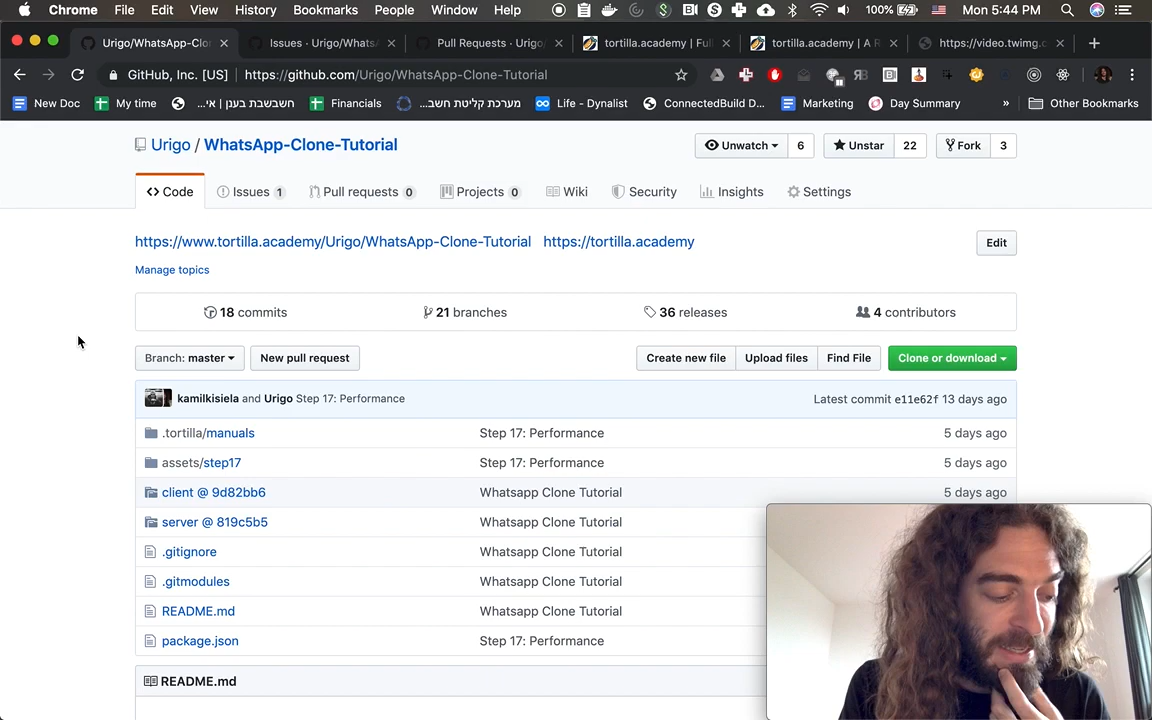 Chrome File Edit View History Bookmarks People Window Help 100% Mon 5:44 PM
Urigo/WhatsApp-Clo Issues · Urigo/Whats Pull Requests · Urigo/ tortilla.academy | Ful tortilla.academy | A R https://video.twimg.c
GitHub, Inc. [US] https://github.com/Urigo/WhatsApp-Clone-Tutorial
New Doc My time חשבשבת בענן | אי... Financials מערכת קליטת חשב... Life - Dynalist ConnectedBuild D... Marketing Day Summary » Other Bookmarks
Urigo / WhatsApp-Clone-Tutorial Unwatch 6 Unstar 22 Fork 3
Code Issues 1 Pull requests 0 Projects 0 Wiki Security Insights Settings
https://www.tortilla.academy/Urigo/WhatsApp-Clone-Tutorial https://tortilla.academy Edit
Manage topics
18 commits 21 branches 36 releases 4 contributors
Branch: master New pull request Create new file Upload files Find File Clone or download
kamilkisiela and Urigo Step 17: Performance Latest commit e11e62f 13 days ago
.tortilla/manuals Step 17: Performance 5 days ago
assets/step17 Step 17: Performance 5 days ago
client @ 9d82bb6 Whatsapp Clone Tutorial 5 days ago
server @ 819c5b5 Whatsapp Clone Tutorial
.gitignore Whatsapp Clone Tutorial
.gitmodules Whatsapp Clone Tutorial
README.md Whatsapp Clone Tutorial
package.json Step 17: Performance
README.md